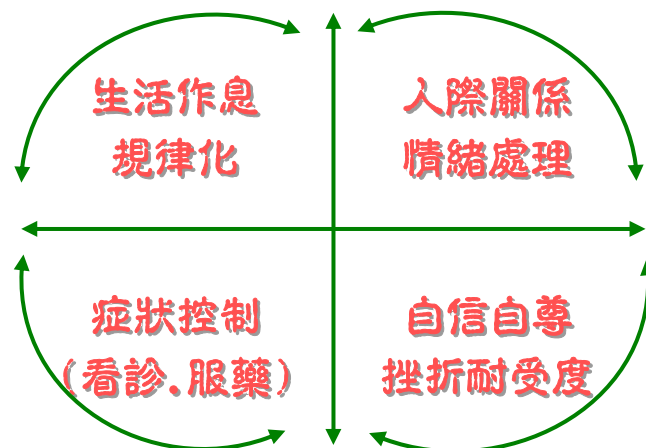 生活作息
規律化
人際關係
情緒處理
症狀控制
(看診.服藥)
自信自尊
挫折耐受度